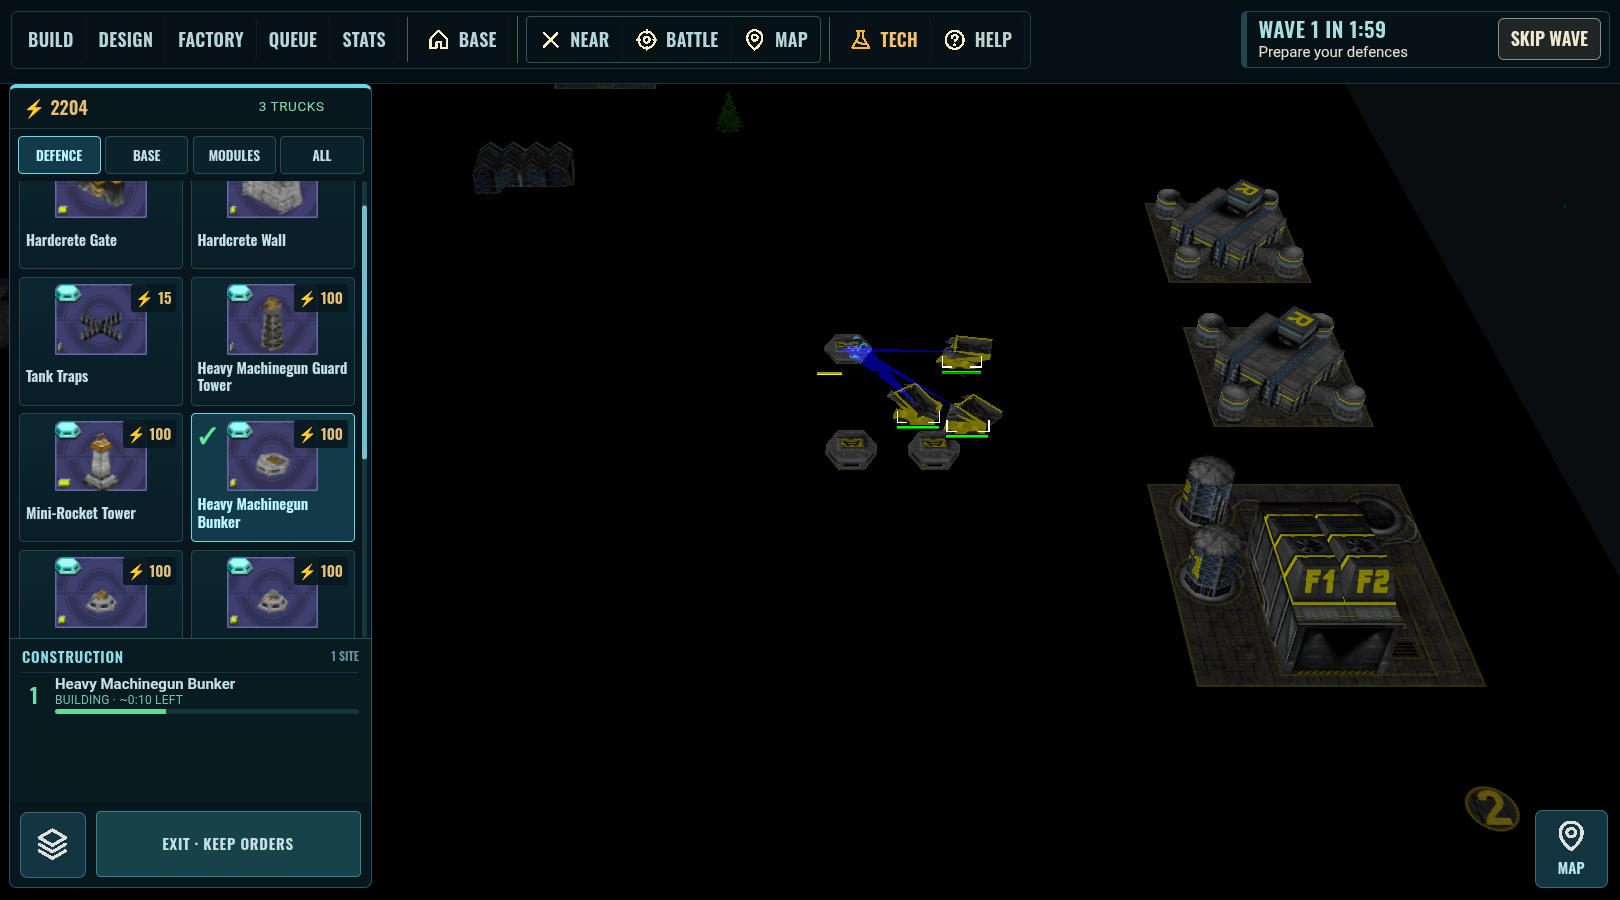 BUILD
DESIGN
FACTORY
QUEUE
STATS
BASE
NEAR
BATTLE
MAP
TECH
HELP
WAVE 1 IN 1:59
Prepare your defences
SKIP WAVE
2204
3 TRUCKS
DEFENCE
BASE
MODULES
ALL
Hardcrete Gate
Hardcrete Wall
15
100
Tank Traps
Heavy Machinegun Guard
Tower
100
100
Mini-Rocket Tower
Heavy Machinegun
Bunker
100
100
CONSTRUCTION
1 SITE
1
Heavy Machinegun Bunker
BUILDING · ~0:10 LEFT
EXIT · KEEP ORDERS
R
R
F1
F2
2
MAP